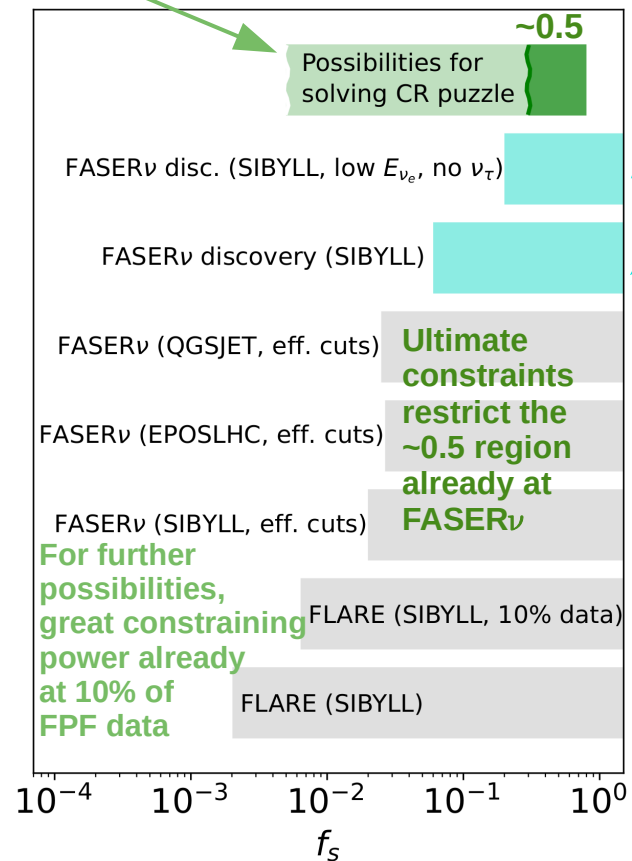 ~0.5
Possibilities for
solving CR puzzle
FASERν disc. (SIBYLL, low E_{ν_e}, no ν_τ)
FASERν discovery (SIBYLL)
FASERν (QGSJET, eff. cuts)
Ultimate
constraints
restrict the
~0.5 region
already at
FASERν
FASERν (EPOSLHC, eff. cuts)
FASERν (SIBYLL, eff. cuts)
For further
possibilities,
great constraining
power already
at 10% of
FPF data
FLARE (SIBYLL, 10% data)
FLARE (SIBYLL)
10⁻⁴ 10⁻³ 10⁻² 10⁻¹ 10⁰
f_s